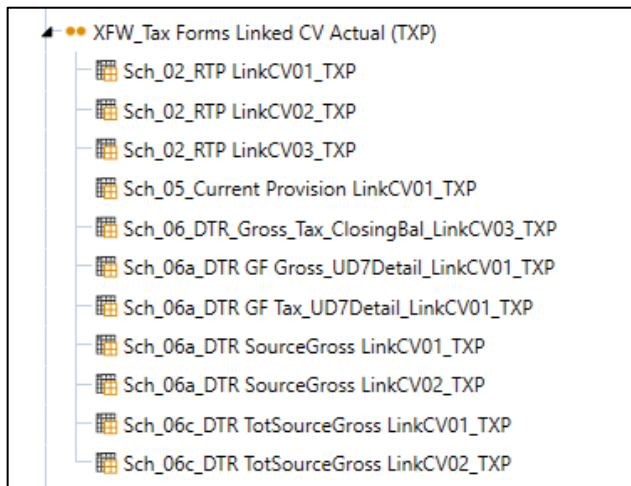 XFW_Tax Forms Linked CV Actual (TXP)
Sch_02_RTP LinkCV01_TXP
Sch_02_RTP LinkCV02_TXP
Sch_02_RTP LinkCV03_TXP
Sch_05_Current Provision LinkCV01_TXP
Sch_06_DTR_Gross_Tax_ClosingBal_LinkCV03_TXP
Sch_06a_DTR GF Gross_UD7Detail_LinkCV01_TXP
Sch_06a_DTR GF Tax_UD7Detail_LinkCV01_TXP
Sch_06a_DTR SourceGross LinkCV01_TXP
Sch_06a_DTR SourceGross LinkCV02_TXP
Sch_06c_DTR TotSourceGross LinkCV01_TXP
Sch_06c_DTR TotSourceGross LinkCV02_TXP